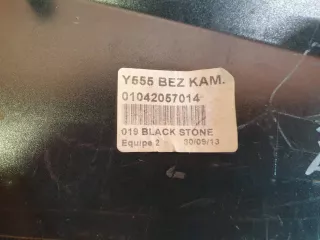 Y555 BEZ KAM.
01042057014
019 BLACK STONE
Equipe 2 30/05/13